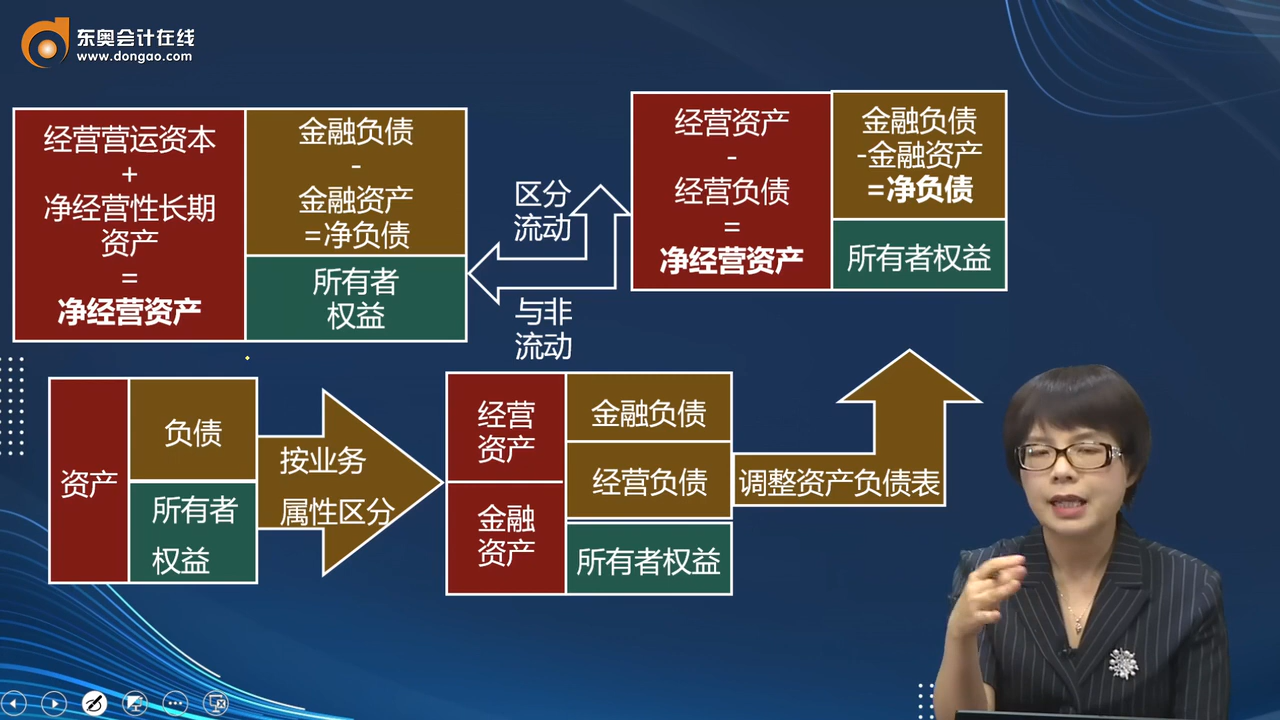 东奥会计在线
www.dongao.com
经营营运资本
+
净经营性长期
资产
=
净经营资产
金融负债
-
金融资产
=净负债
所有者
权益
区分
流动
与非
流动
经营资产
-
经营负债
=
净经营资产
金融负债
-金融资产
=净负债
所有者权益
资产
负债
所有者
权益
按业务
属性区分
经营
资产
金融
资产
金融负债
经营负债
所有者权益
调整资产负债表